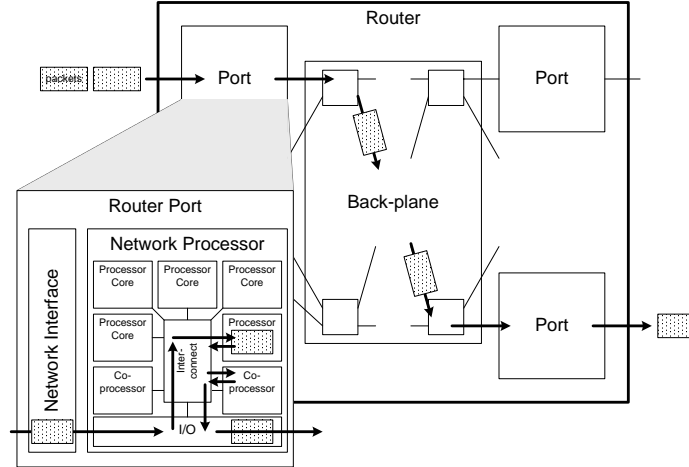 Router
packets
Port
Port
Back-plane
Router Port
Network Processor
Network Interface
Processor
Core
Processor
Core
Processor
Core
Processor
Core
Inter-
connect
Processor
Co-
processor
Co-
processor
I/O
Port